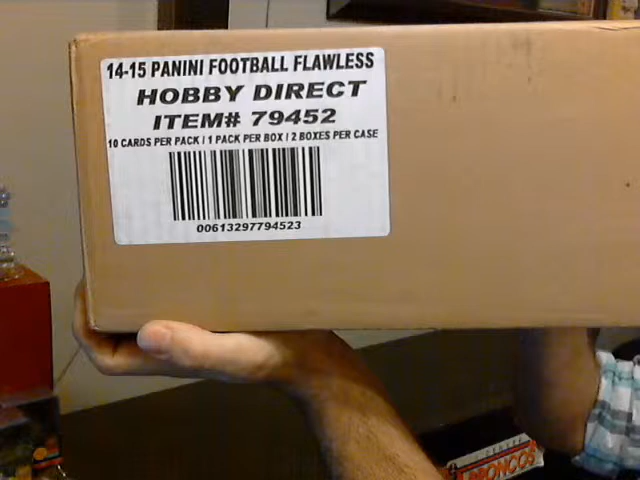 14-15 PANINI FOOTBALL FLAWLESS
HOBBY DIRECT
ITEM# 79452
10 CARDS PER PACK / 1 PACK PER BOX / 2 BOXES PER CASE
00613297794523
DENVER
BRONCOS